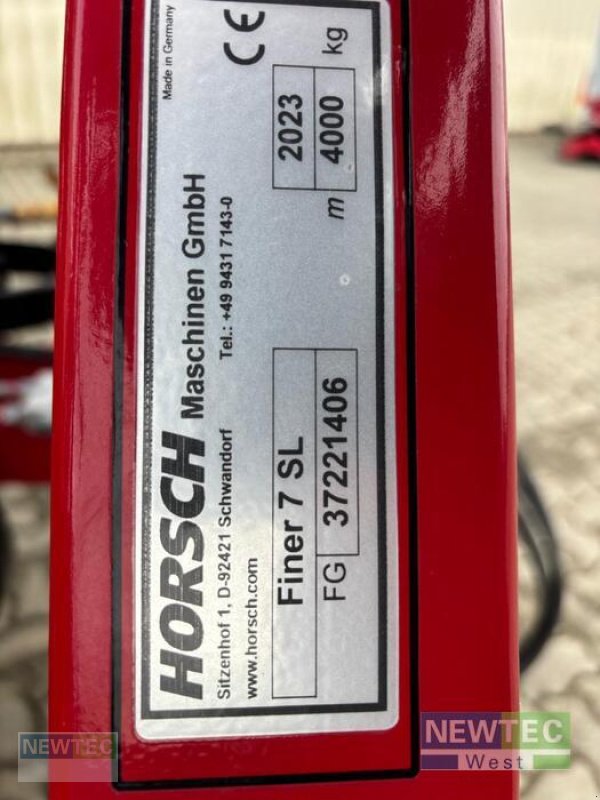 HORSCH Maschinen GmbH
Made in Germany
CE
Sitzenhof 1, D-92421 Schwandorf Tel.: +49 9431 7143-0
www.horsch.com
Finer 7 SL 2023
FG 37221406 m 4000 kg
NEWTEC
West
NEWTEC
West